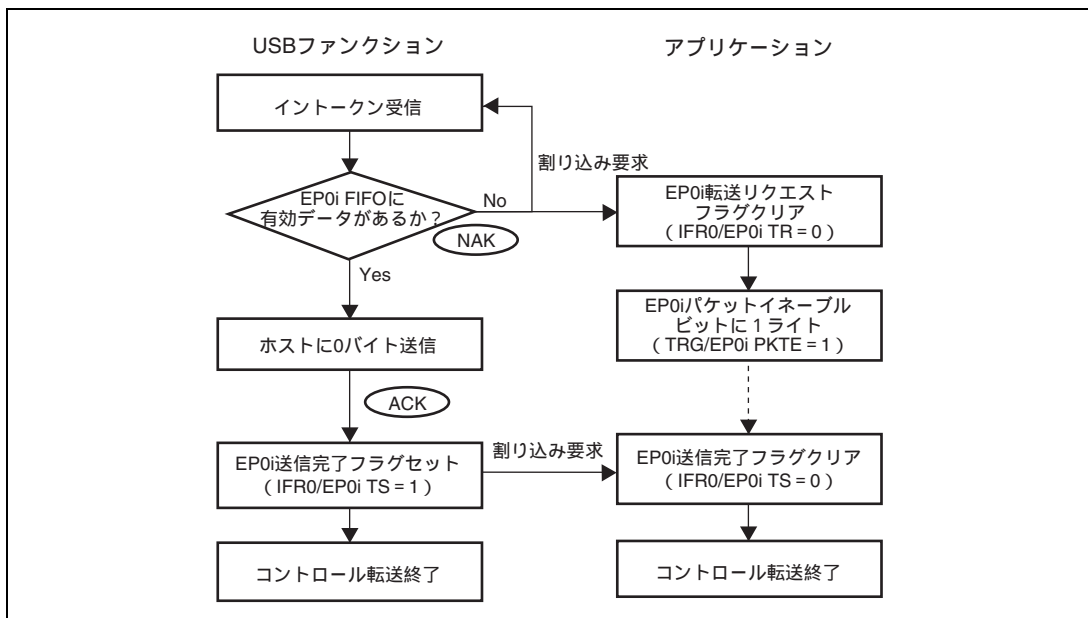 USBファンクション
アプリケーション
イントークン受信
割り込み要求
EP0i FIFOに
有効データがあるか？
No
NAK
EP0i転送リクエスト
フラグクリア
（IFR0/EP0i TR = 0）
Yes
EP0iパケットイネーブル
ビットに１ライト
（TRG/EP0i PKTE = 1）
ホストに0バイト送信
ACK
EP0i送信完了フラグセット
（IFR0/EP0i TS = 1）
割り込み要求
EP0i送信完了フラグクリア
（IFR0/EP0i TS = 0）
コントロール転送終了
コントロール転送終了